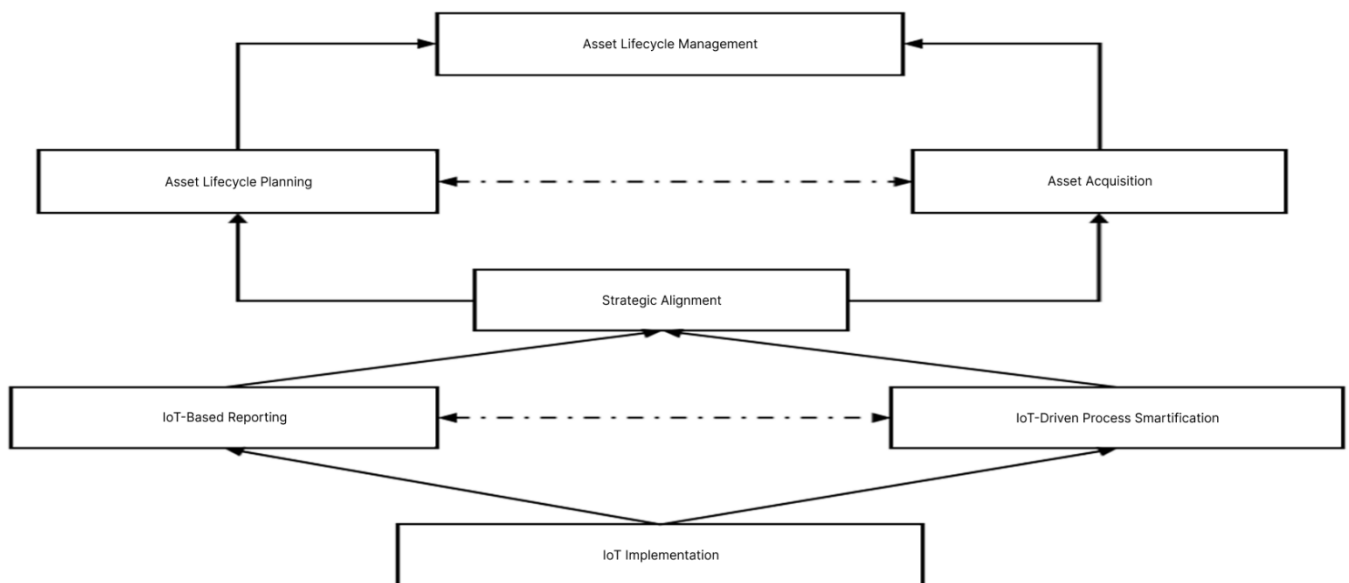 Asset Lifecycle Management
Asset Lifecycle Planning
Asset Acquisition
Strategic Alignment
IoT-Based Reporting
IoT-Driven Process Smartification
IoT Implementation